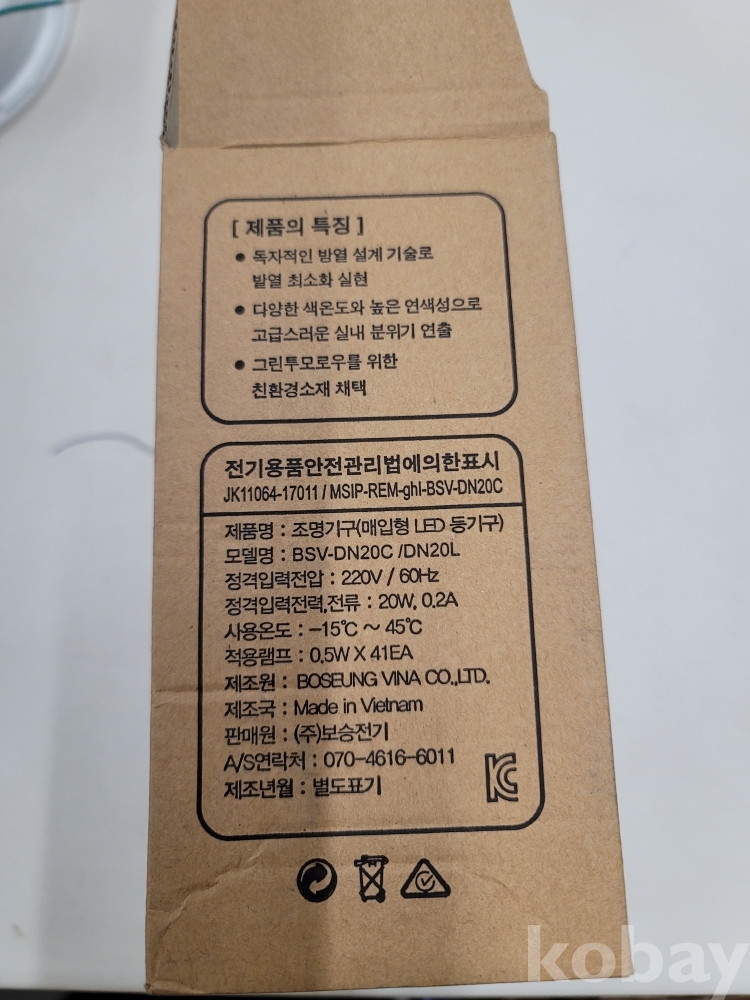 [ 제품의 특징 ]
● 독자적인 방열 설계 기술로
발열 최소화 실현
● 다양한 색온도와 높은 연색성으로
고급스러운 실내 분위기 연출
● 그린투모로우를 위한
친환경소재 채택
전기용품안전관리법에의한표시
JK11064-17011 / MSIP-REM-ghl-BSV-DN20C
제품명 : 조명기구(매입형 LED 등기구)
모델명 : BSV-DN20C /DN20L
정격입력전압 : 220V / 60Hz
정격입력전력,전류 : 20W, 0.2A
사용온도 : -15℃ ~ 45℃
적용램프 : 0.5W X 41EA
제조원 : BOSEUNG VINA CO.,LTD.
제조국 : Made in Vietnam
판매원 : (주)보승전기
A/S연락처 : 070-4616-6011
제조년월 : 별도표기
KC
kobay